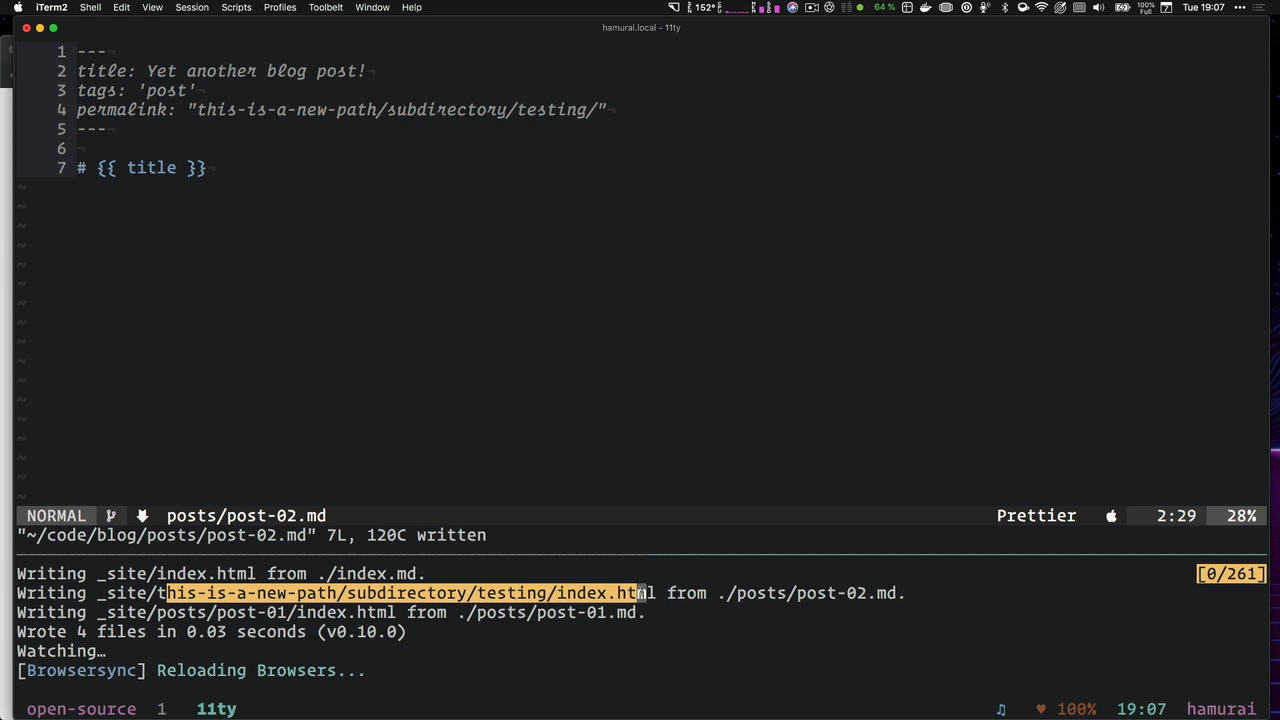 iTerm2 Shell Edit View Session Scripts Profiles Toolbelt Window Help 152° 64 % 100% Full Tue 19:07
hamurai.local - 11ty
1 ---
2 title: Yet another blog post!
3 tags: 'post'
4 permalink: "this-is-a-new-path/subdirectory/testing/"
5 ---
6
7 # {{ title }}
NORMAL posts/post-02.md Prettier 2:29 28%
"~/code/blog/posts/post-02.md" 7L, 120C written
Writing _site/index.html from ./index.md. [0/261]
Writing _site/this-is-a-new-path/subdirectory/testing/index.html from ./posts/post-02.md.
Writing _site/posts/post-01/index.html from ./posts/post-01.md.
Wrote 4 files in 0.03 seconds (v0.10.0)
Watching…
[Browsersync] Reloading Browsers...
open-source 1 11ty ♫ ♥ 100% 19:07 hamurai